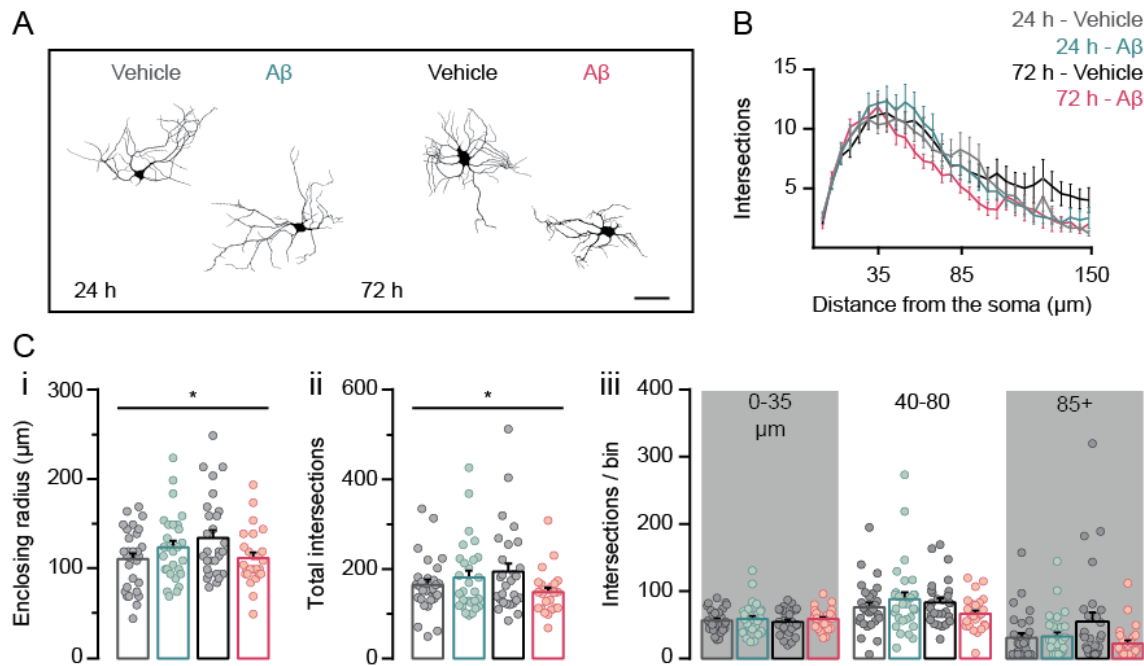 A
Vehicle Aβ Vehicle Aβ
24 h 72 h
B
24 h - Vehicle
24 h - Aβ
72 h - Vehicle
72 h - Aβ
Intersections
15
10
5
35 85 150
Distance from the soma (µm)
C
i
Enclosing radius (µm)
300
200
100
0
*
ii
Total intersections
600
400
200
0
*
iii
Intersections / bin
400
300
200
100
0
0-35
µm
40-80
85+